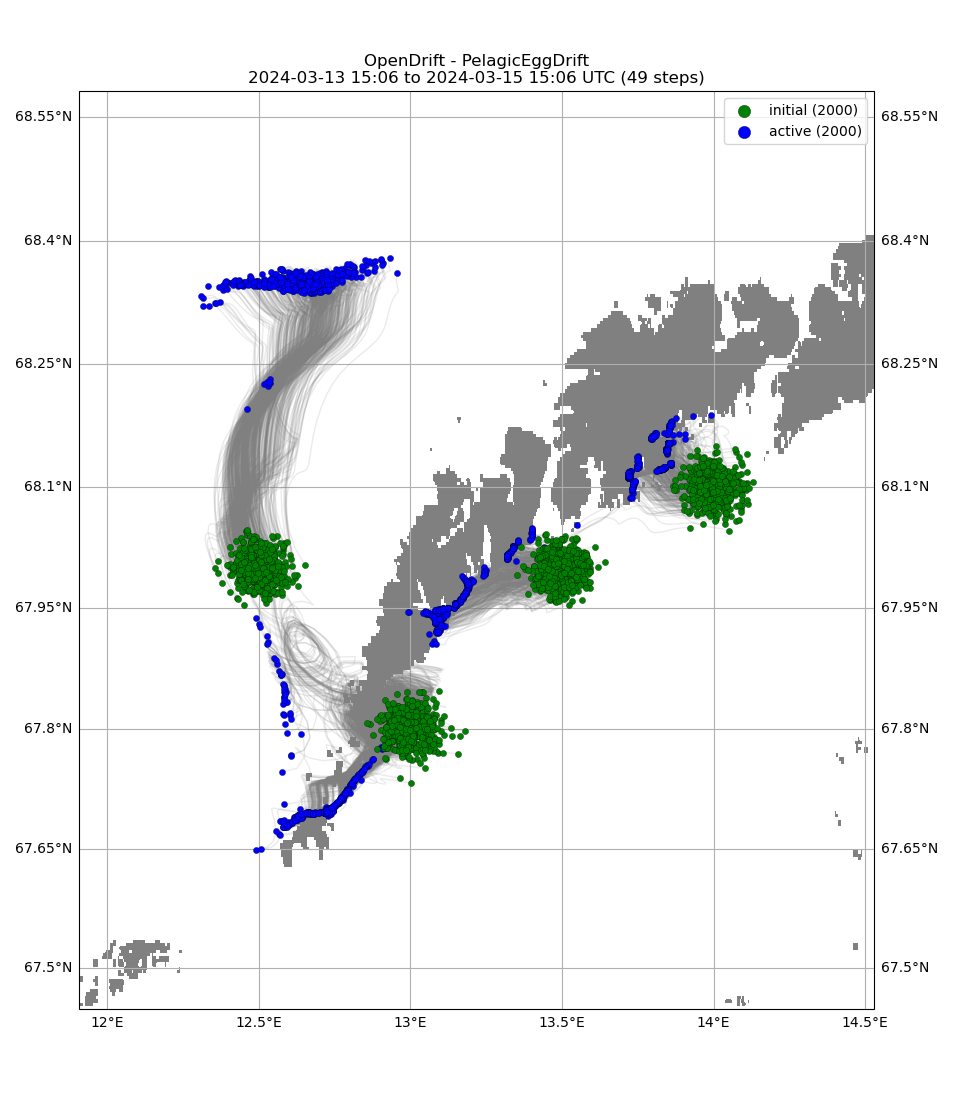 OpenDrift - PelagicEggDrift
2024-03-13 15:06 to 2024-03-15 15:06 UTC (49 steps)
initial (2000)
active (2000)
68.55°N
68.55°N
68.4°N
68.4°N
68.25°N
68.25°N
68.1°N
68.1°N
67.95°N
67.95°N
67.8°N
67.8°N
67.65°N
67.65°N
67.5°N
67.5°N
12°E
12.5°E
13°E
13.5°E
14°E
14.5°E